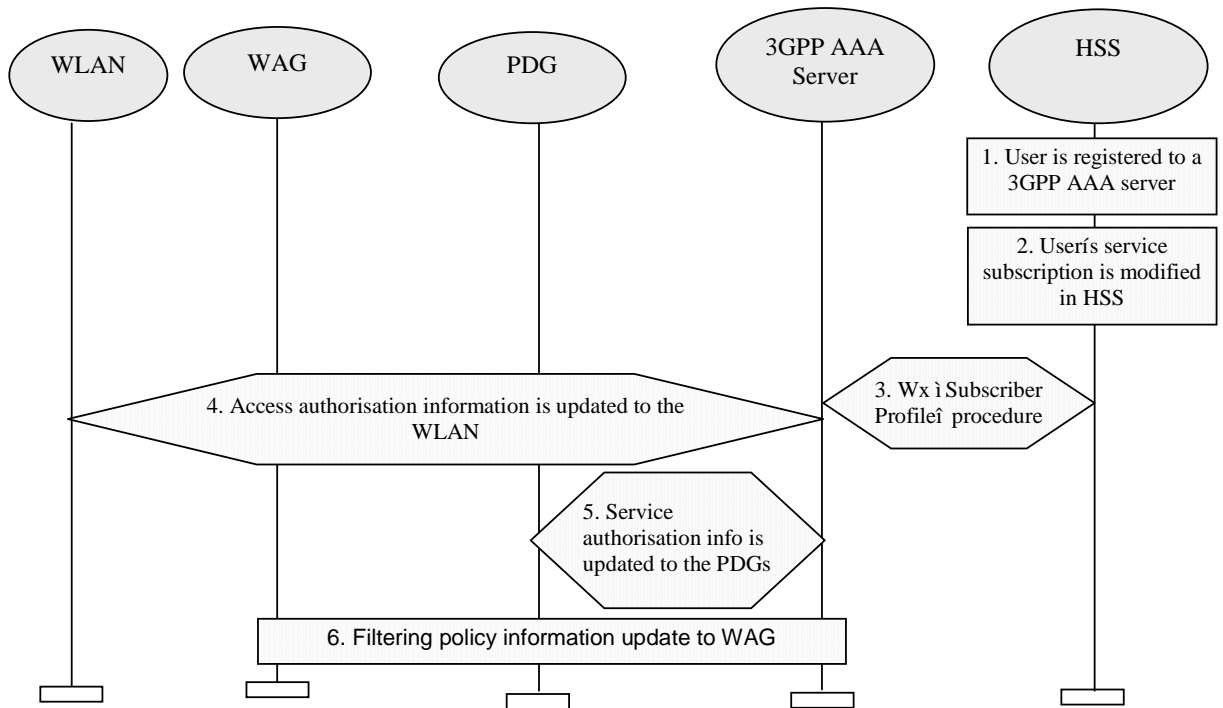 WLAN
WAG
PDG
3GPP AAA
Server
HSS
1. User is registered to a
3GPP AAA server
2. Userís service
subscription is modified
in HSS
3. Wx ì Subscriber
Profileî procedure
4. Access authorisation information is updated to the
WLAN
5. Service
authorisation info is
updated to the PDGs
6. Filtering policy information update to WAG